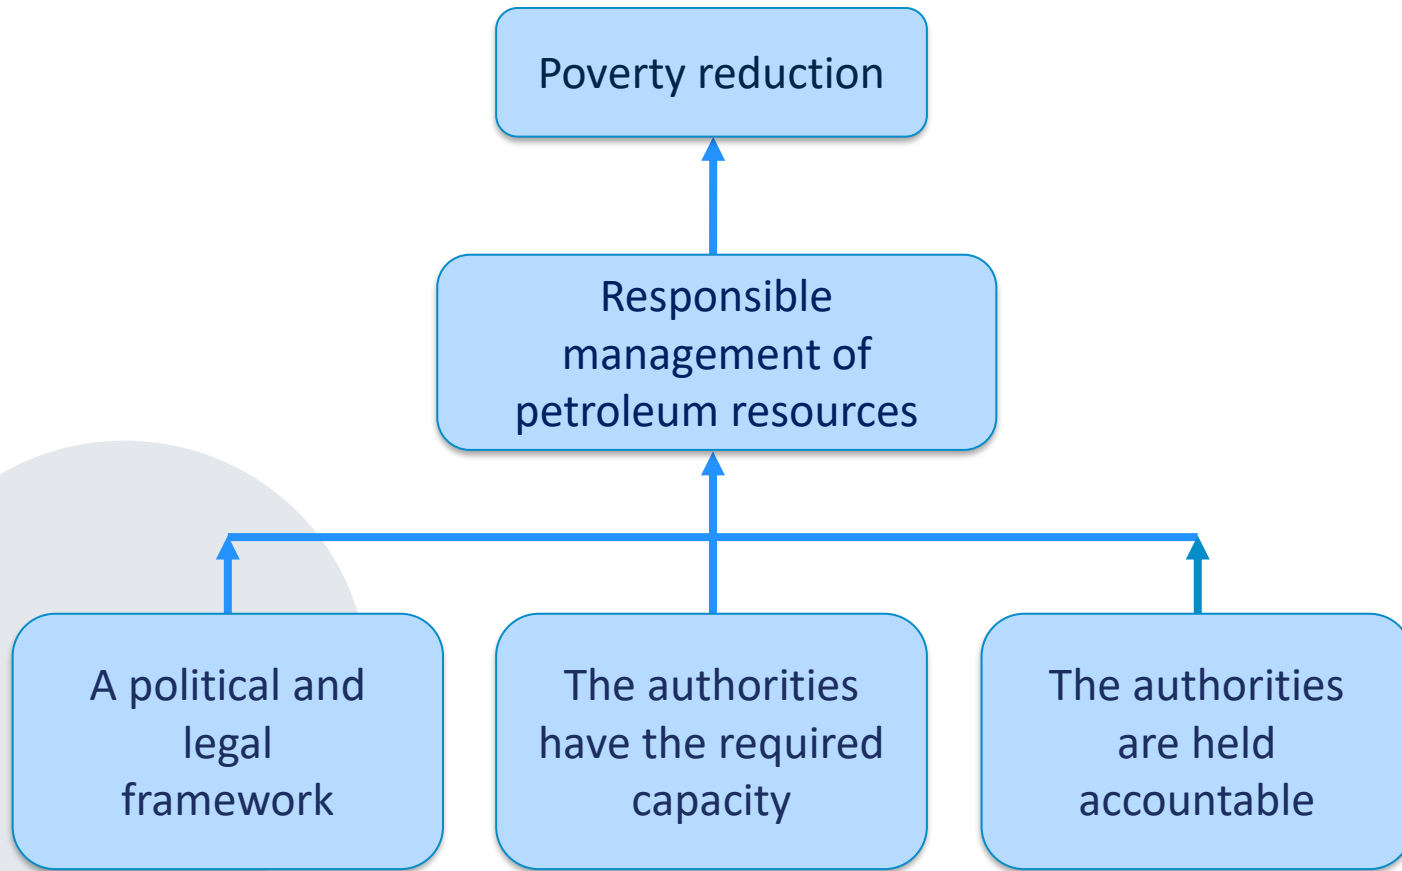 Poverty reduction
Responsible
management of
petroleum resources
A political and
legal
framework
The authorities
have the required
capacity
The authorities
are held
accountable